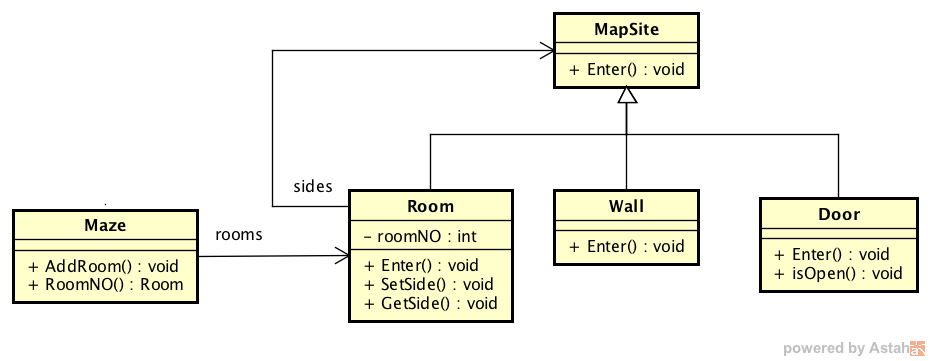 MapSite
+ Enter() : void
sides
Maze
+ AddRoom() : void
+ RoomNO() : Room
rooms
Room
- roomNO : int
+ Enter() : void
+ SetSide() : void
+ GetSide() : void
Wall
+ Enter() : void
Door
+ Enter() : void
+ isOpen() : void
powered by Astah